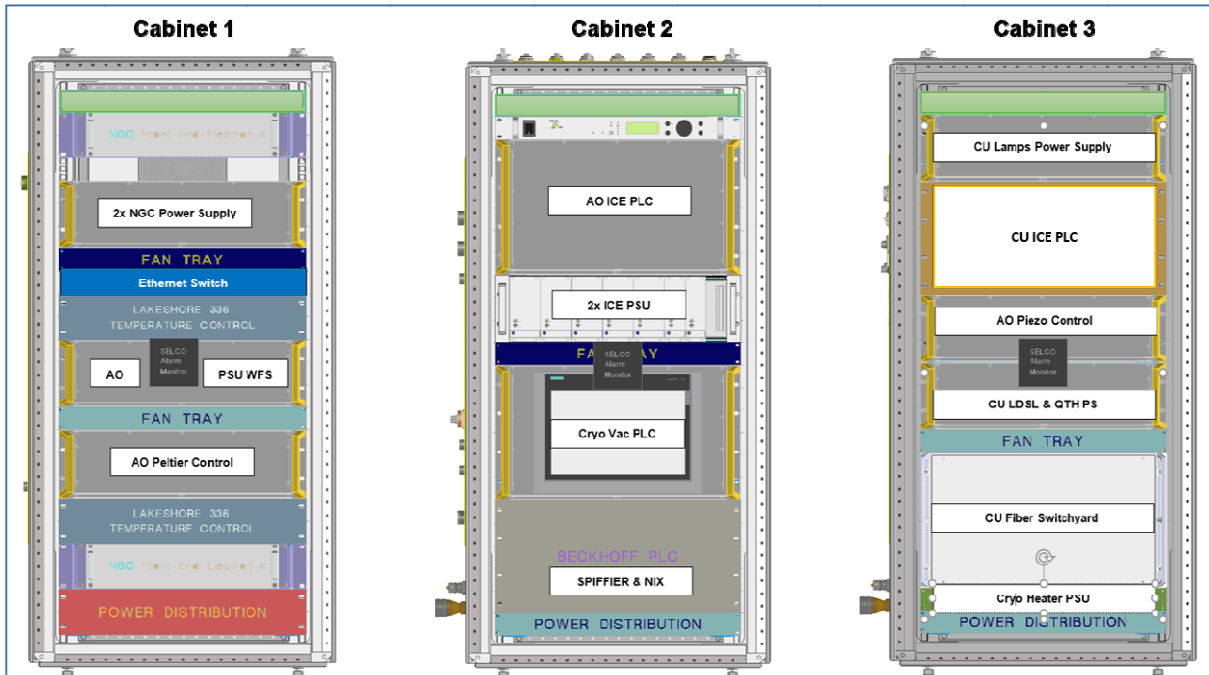 Cabinet 1
NGC Front-End-Electronic
2x NGC Power Supply
FAN TRAY
Ethernet Switch
LAKESHORE 336
TEMPERATURE CONTROL
AO
SELCO
Alarm
Monitor
PSU WFS
FAN TRAY
AO Peltier Control
LAKESHORE 336
TEMPERATURE CONTROL
NGC Front-End-Electronic
POWER DISTRIBUTION
Cabinet 2
AO ICE PLC
2x ICE PSU
FAN TRAY
SELCO
Alarm
Monitor
Cryo Vac PLC
BECKHOFF PLC
SPIFFIER & NIX
POWER DISTRIBUTION
Cabinet 3
CU Lamps Power Supply
CU ICE PLC
AO Piezo Control
SELCO
Alarm
Monitor
CU LDSL & QTH PS
FAN TRAY
CU Fiber Switchyard
Cryo Heater PSU
POWER DISTRIBUTION